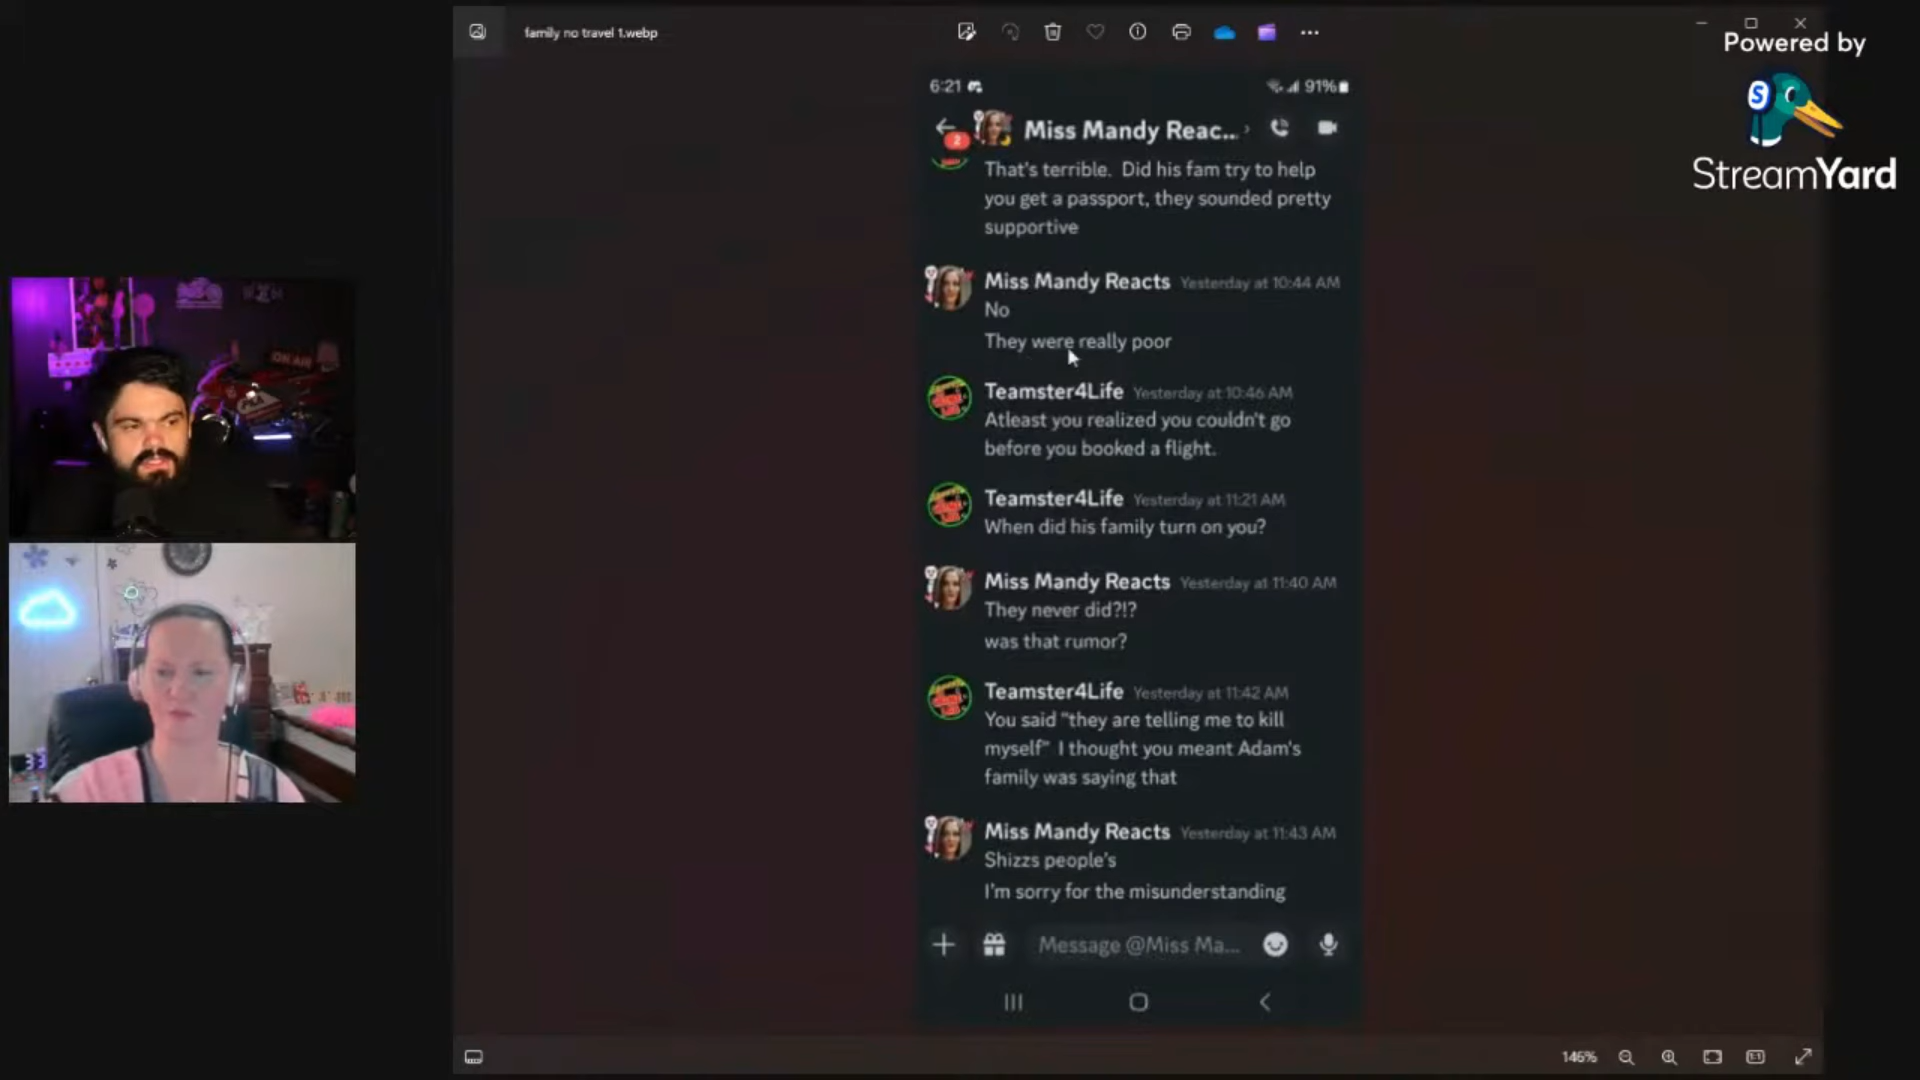 family no travel 1.webp
Powered by
StreamYard
6:21
91%
2
Miss Mandy Reac...
That's terrible. Did his fam try to help
you get a passport, they sounded pretty
supportive
Miss Mandy Reacts Yesterday at 10:44 AM
No
They were really poor
Teamster4Life Yesterday at 10:46 AM
Atleast you realized you couldn't go
before you booked a flight.
Teamster4Life Yesterday at 11:21 AM
When did his family turn on you?
Miss Mandy Reacts Yesterday at 11:40 AM
They never did?!?
was that rumor?
Teamster4Life Yesterday at 11:42 AM
You said "they are telling me to kill
myself" I thought you meant Adam's
family was saying that
Miss Mandy Reacts Yesterday at 11:43 AM
Shizzs people's
I'm sorry for the misunderstanding
Message @Miss Ma...
ON AIR
146%